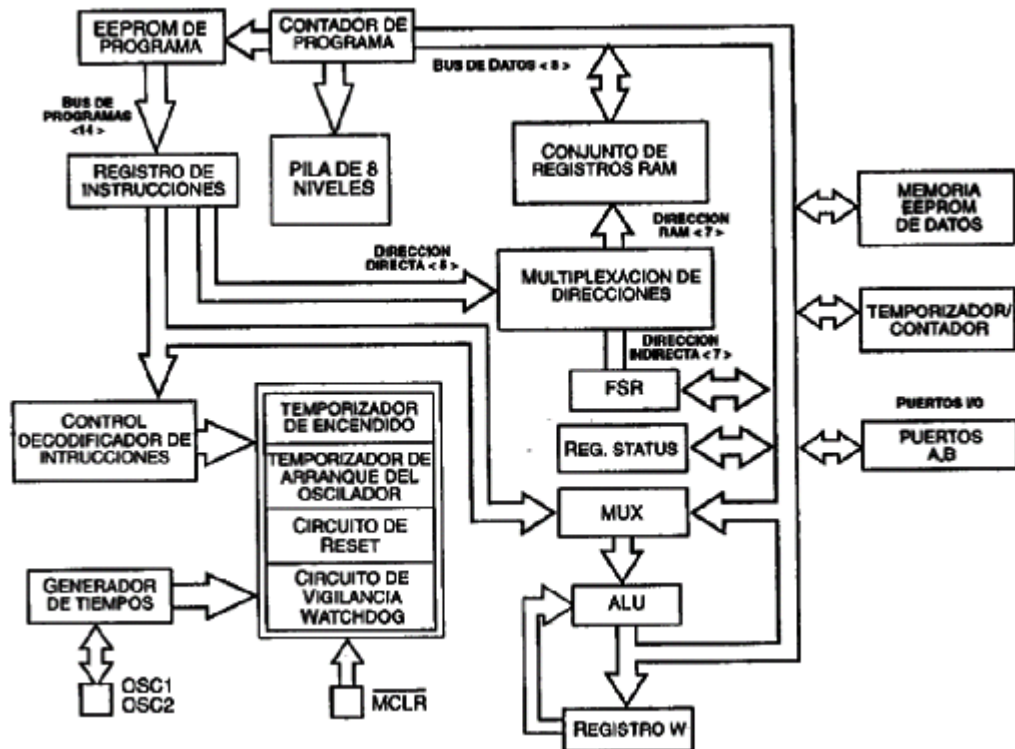 EEPROM DE
PROGRAMA
CONTADOR DE
PROGRAMA
BUS DE DATOS < 8 >
BUS DE
PROGRAMAS
<14>
REGISTRO DE
INSTRUCCIONES
PILA DE 8
NIVELES
CONJUNTO DE
REGISTROS RAM
MEMORIA
EEPROM
DE DATOS
DIRECCION
RAM < 7 >
DIRECCION
DIRECTA < 5 >
MULTIPLEXACION DE
DIRECCIONES
TEMPORIZADOR/
CONTADOR
DIRECCION
INDIRECTA < 7 >
FSR
CONTROL
DECODIFICADOR DE
INTRUCCIONES
TEMPORIZADOR
DE ENCENDIDO
TEMPORIZADOR DE
ARRANQUE DEL
OSCILADOR
CIRCUITO DE
RESET
CIRCUITO DE
VIGILANCIA
WATCHDOG
REG. STATUS
PUERTOS I/O
PUERTOS
A,B
MUX
GENERADOR
DE TIEMPOS
ALU
OSC1
OSC2
MCLR
REGISTRO W